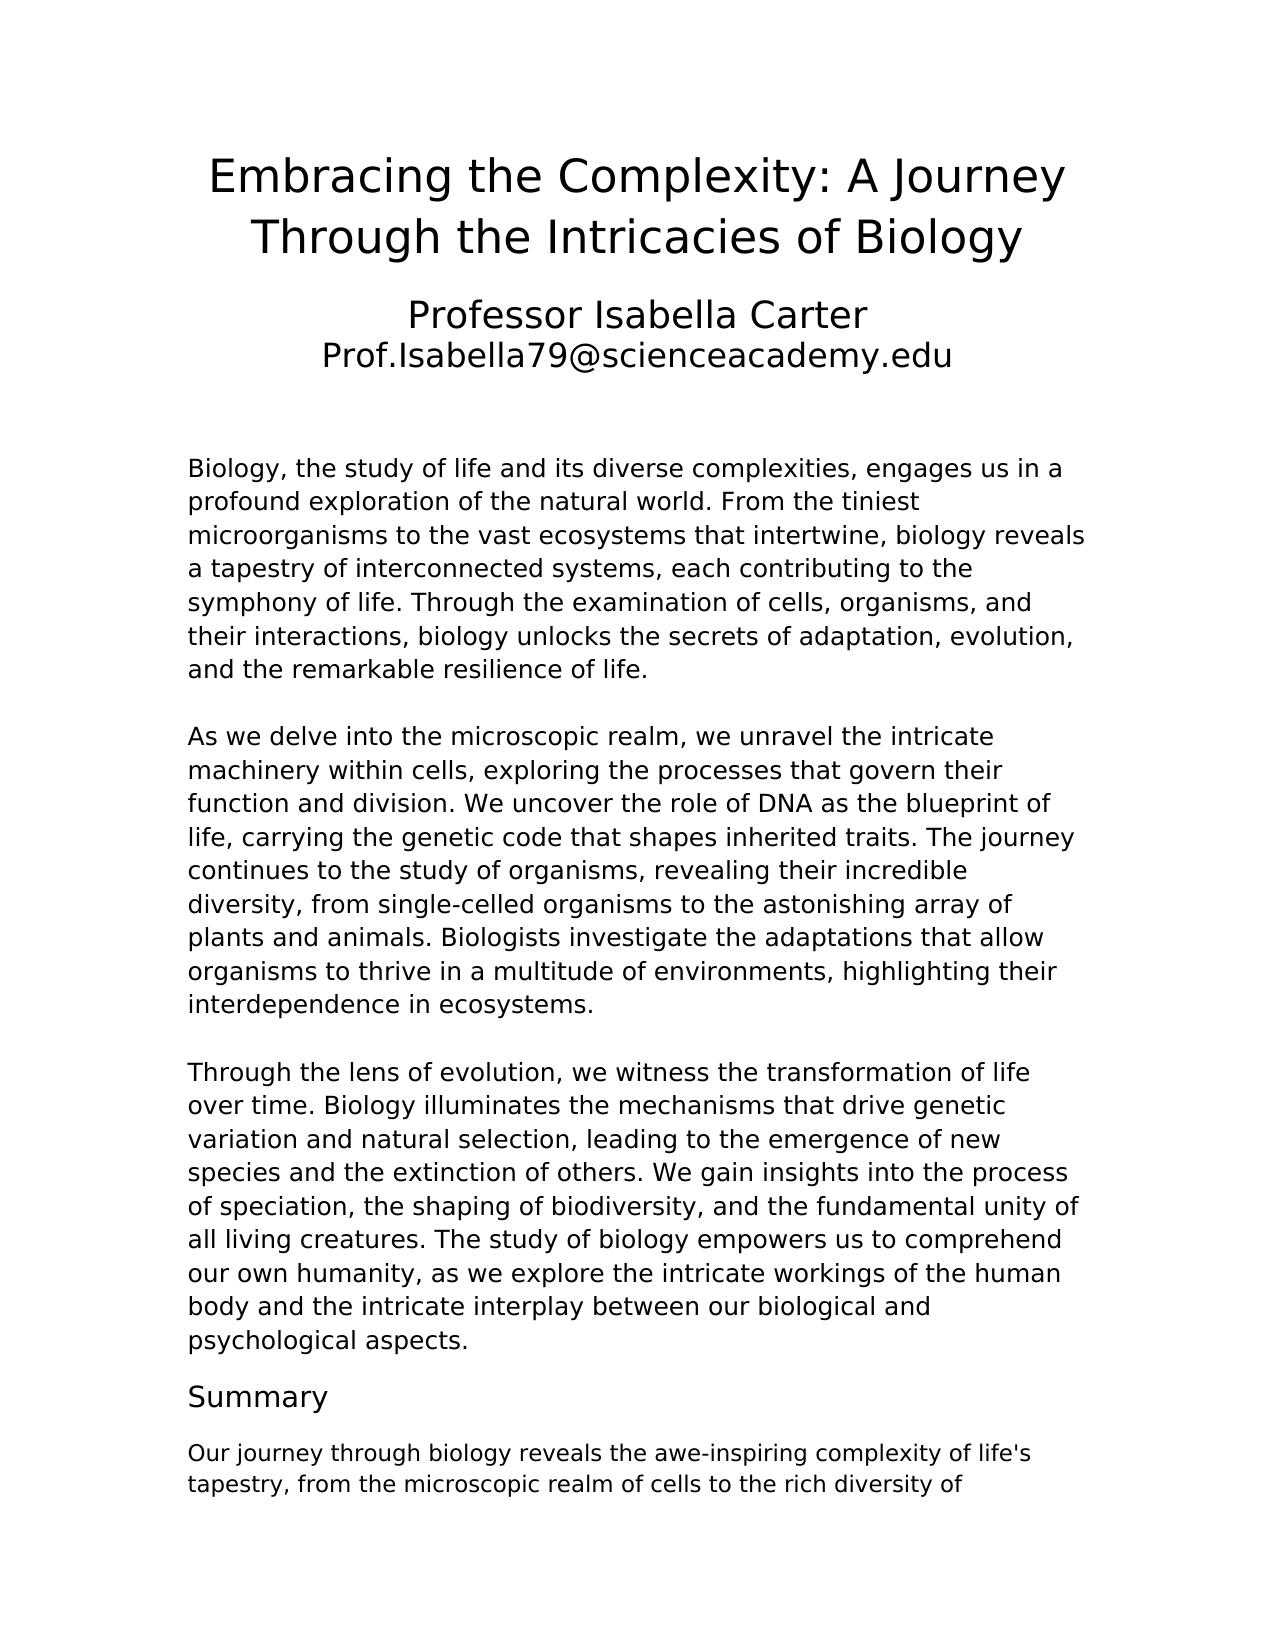 Embracing the Complexity: A Journey
Through the Intricacies of Biology
Professor Isabella Carter
Prof.Isabella79@scienceacademy.edu
Biology, the study of life and its diverse complexities, engages us in a
profound exploration of the natural world. From the tiniest
microorganisms to the vast ecosystems that intertwine, biology reveals
a tapestry of interconnected systems, each contributing to the
symphony of life. Through the examination of cells, organisms, and
their interactions, biology unlocks the secrets of adaptation, evolution,
and the remarkable resilience of life.
As we delve into the microscopic realm, we unravel the intricate
machinery within cells, exploring the processes that govern their
function and division. We uncover the role of DNA as the blueprint of
life, carrying the genetic code that shapes inherited traits. The journey
continues to the study of organisms, revealing their incredible
diversity, from single-celled organisms to the astonishing array of
plants and animals. Biologists investigate the adaptations that allow
organisms to thrive in a multitude of environments, highlighting their
interdependence in ecosystems.
Through the lens of evolution, we witness the transformation of life
over time. Biology illuminates the mechanisms that drive genetic
variation and natural selection, leading to the emergence of new
species and the extinction of others. We gain insights into the process
of speciation, the shaping of biodiversity, and the fundamental unity of
all living creatures. The study of biology empowers us to comprehend
our own humanity, as we explore the intricate workings of the human
body and the intricate interplay between our biological and
psychological aspects.
Summary
Our journey through biology reveals the awe-inspiring complexity of life's
tapestry, from the microscopic realm of cells to the rich diversity of